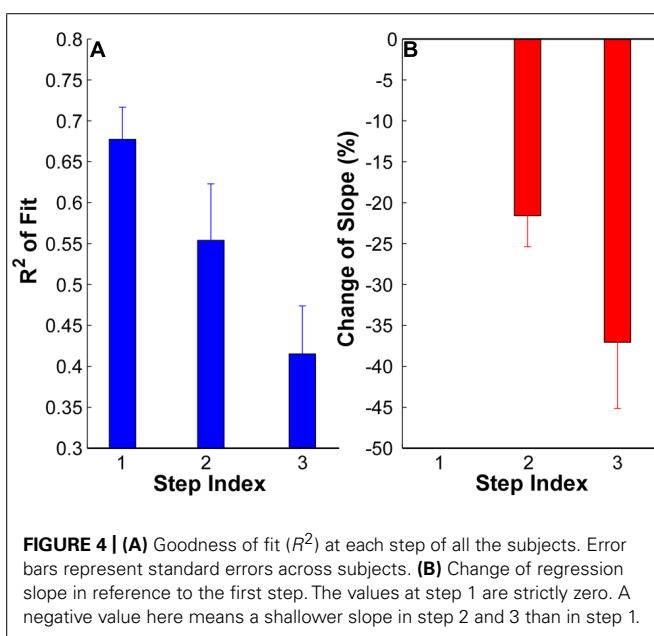 A
0.8
0.75
0.7
0.65
0.6
0.55
0.5
0.45
0.4
0.35
0.3
R² of Fit
1 2 3
Step Index
B
0
-5
-10
-15
-20
-25
-30
-35
-40
-45
-50
Change of Slope (%)
1 2 3
Step Index
FIGURE 4 | (A) Goodness of fit (R²) at each step of all the subjects. Error
bars represent standard errors across subjects. (B) Change of regression
slope in reference to the first step. The values at step 1 are strictly zero. A
negative value here means a shallower slope in step 2 and 3 than in step 1.